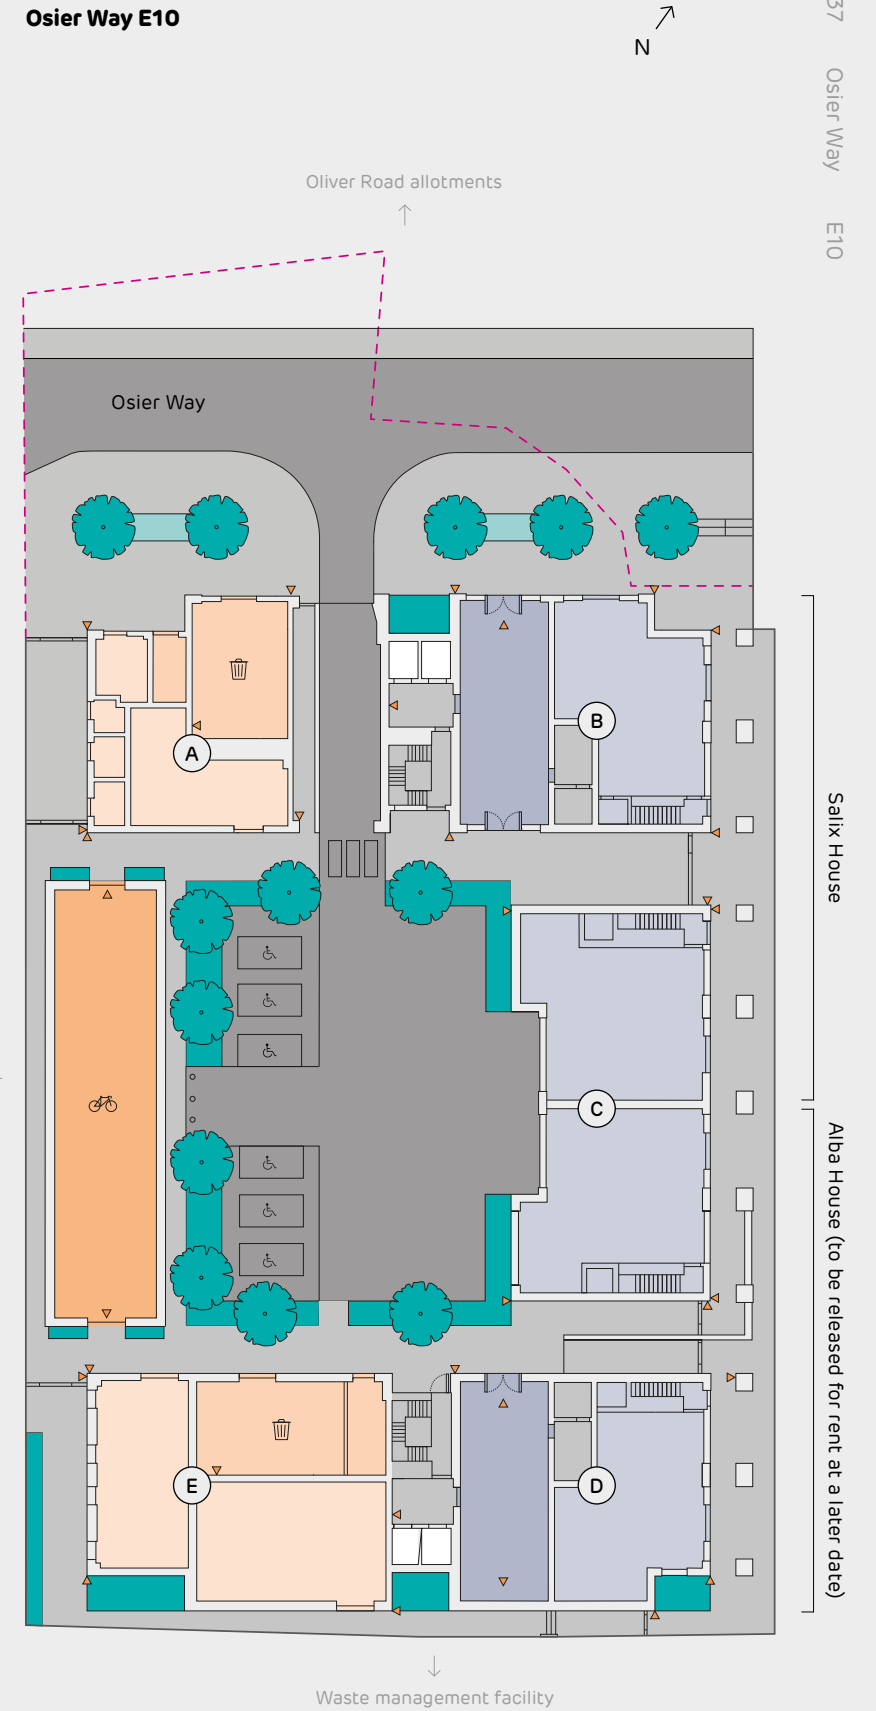 Osier Way E10
N
37 Osier Way E10
Oliver Road allotments
Osier Way
A
B
Salix House
C
Alba House (to be released for rent at a later date)
E
D
Waste management facility